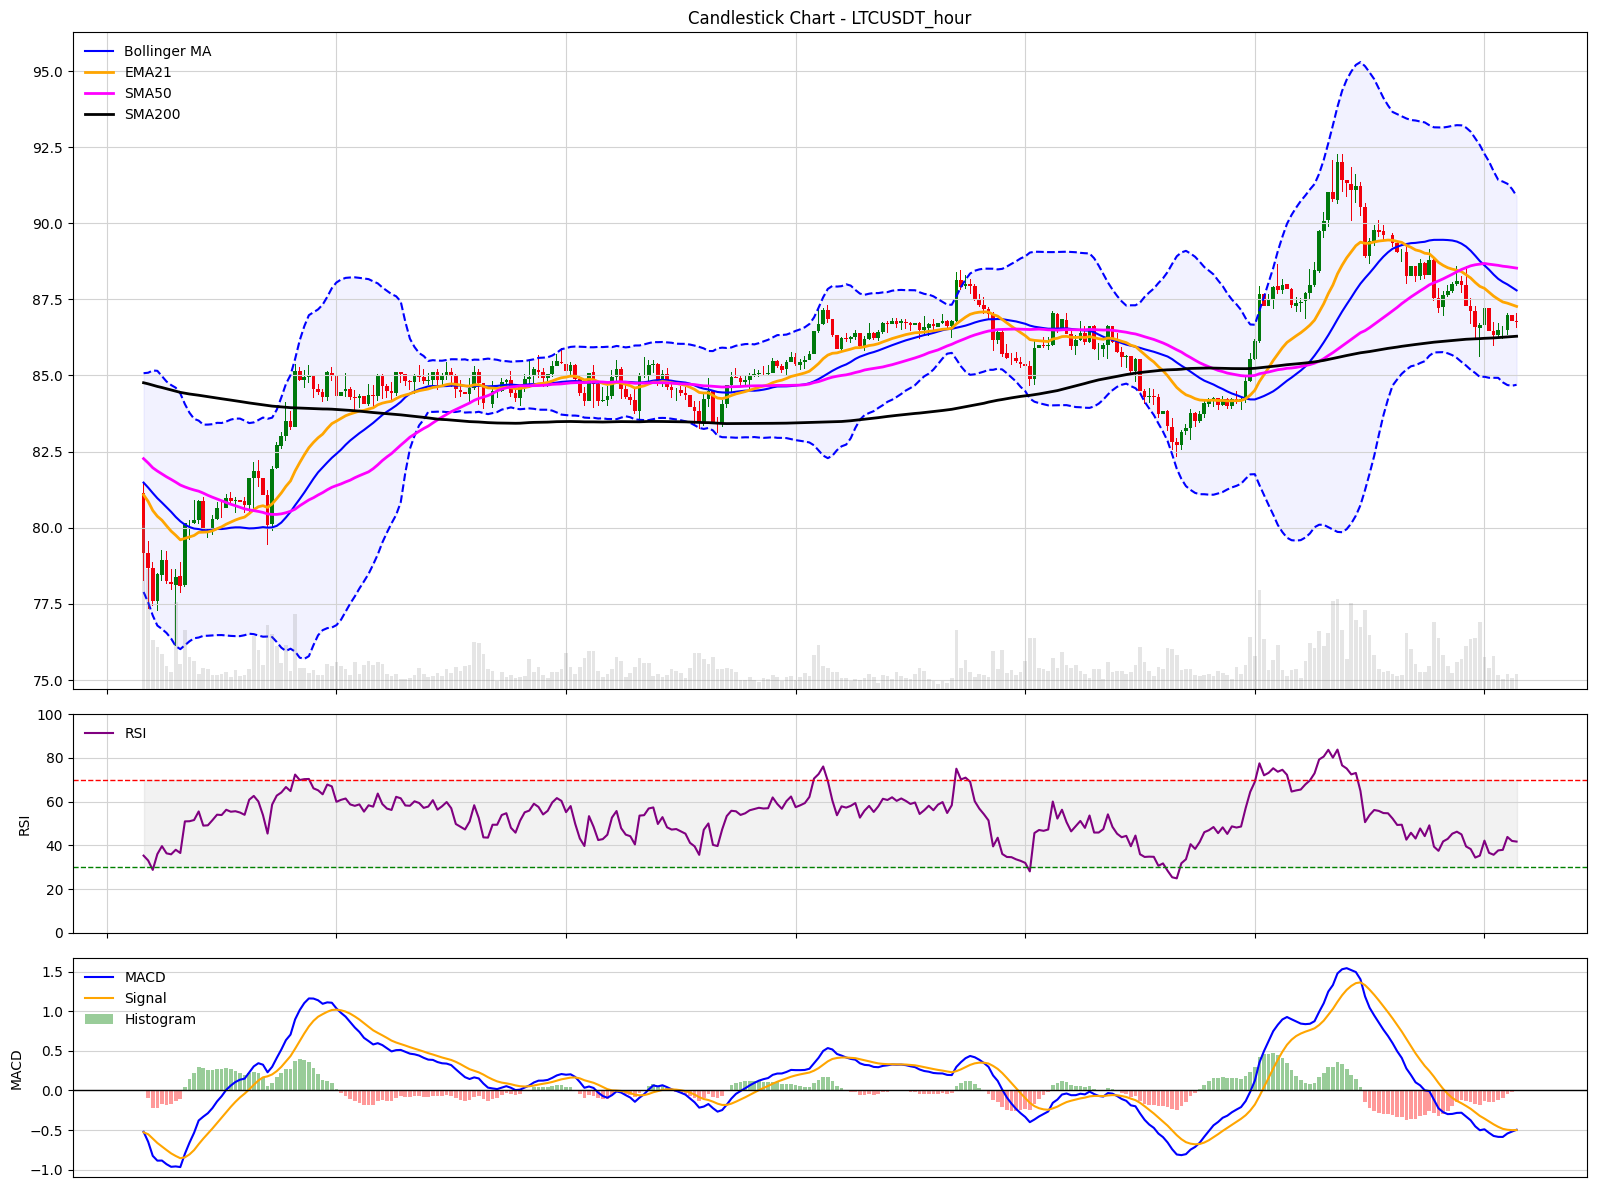 Candlestick Chart - LTCUSDT_hour
Bollinger MA
EMA21
SMA50
SMA200
95.0
92.5
90.0
87.5
85.0
82.5
80.0
77.5
75.0
RSI
100
80
60
40
20
0
RSI
MACD
Signal
Histogram
1.5
1.0
0.5
0.0
−0.5
−1.0
MACD